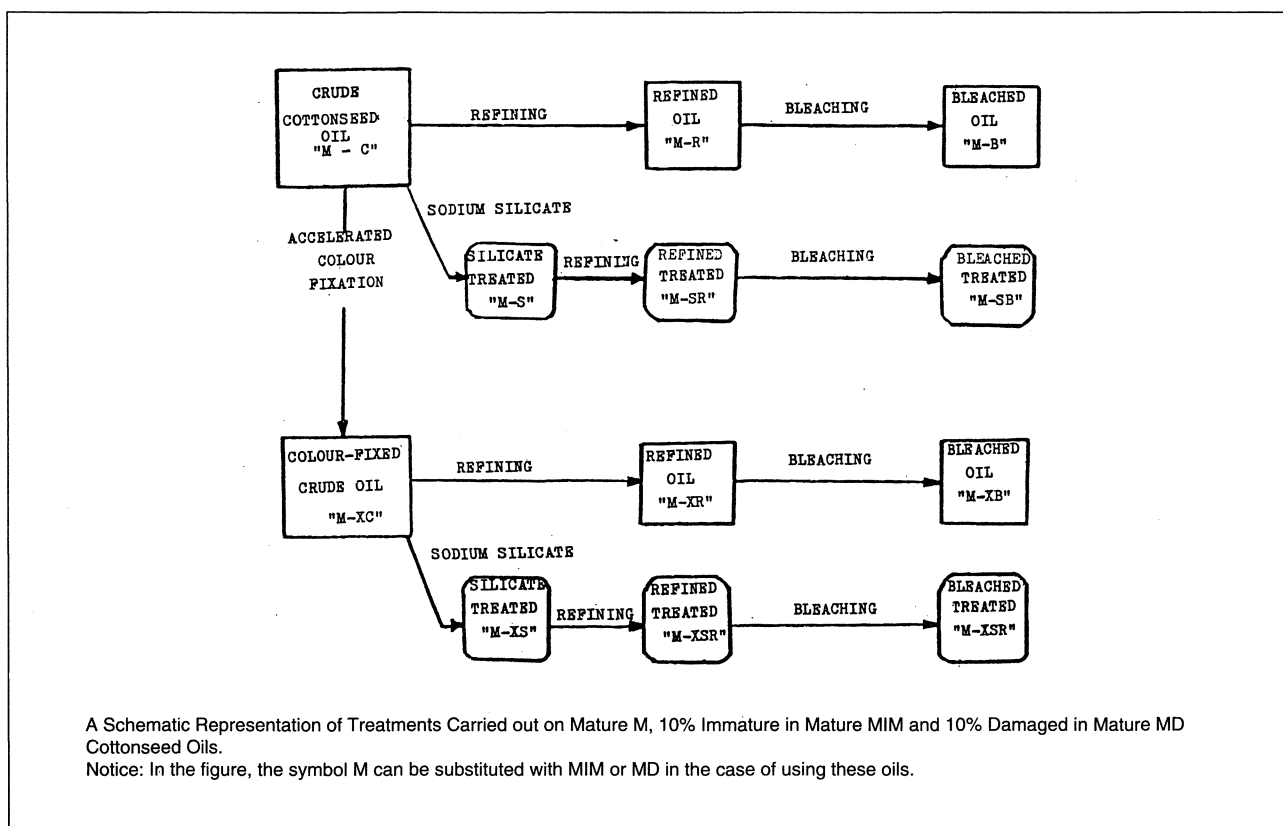 CRUDE
COTTONSEED
OIL
"M - C"
REFINING
REFINED
OIL
"M-R"
BLEACHING
BLEACHED
OIL
"M-B"
SODIUM SILICATE
ACCELERATED
COLOUR
FIXATION
SILICATE
TREATED
"M-S"
REFINING
REFINED
TREATED
"M-SR"
BLEACHING
BLEACHED
TREATED
"M-SB"
COLOUR-FIXED
CRUDE OIL
"M-XC"
REFINING
REFINED
OIL
"M-XR"
BLEACHING
BLEACHED
OIL
"M-XB"
SODIUM SILICATE
SILICATE
TREATED
"M-XS"
REFINING
REFINED
TREATED
"M-XSR"
BLEACHING
BLEACHED
TREATED
"M-XSR"
A Schematic Representation of Treatments Carried out on Mature M, 10% Immature in Mature MIM and 10% Damaged in Mature MD
Cottonseed Oils.
Notice: In the figure, the symbol M can be substituted with MIM or MD in the case of using these oils.